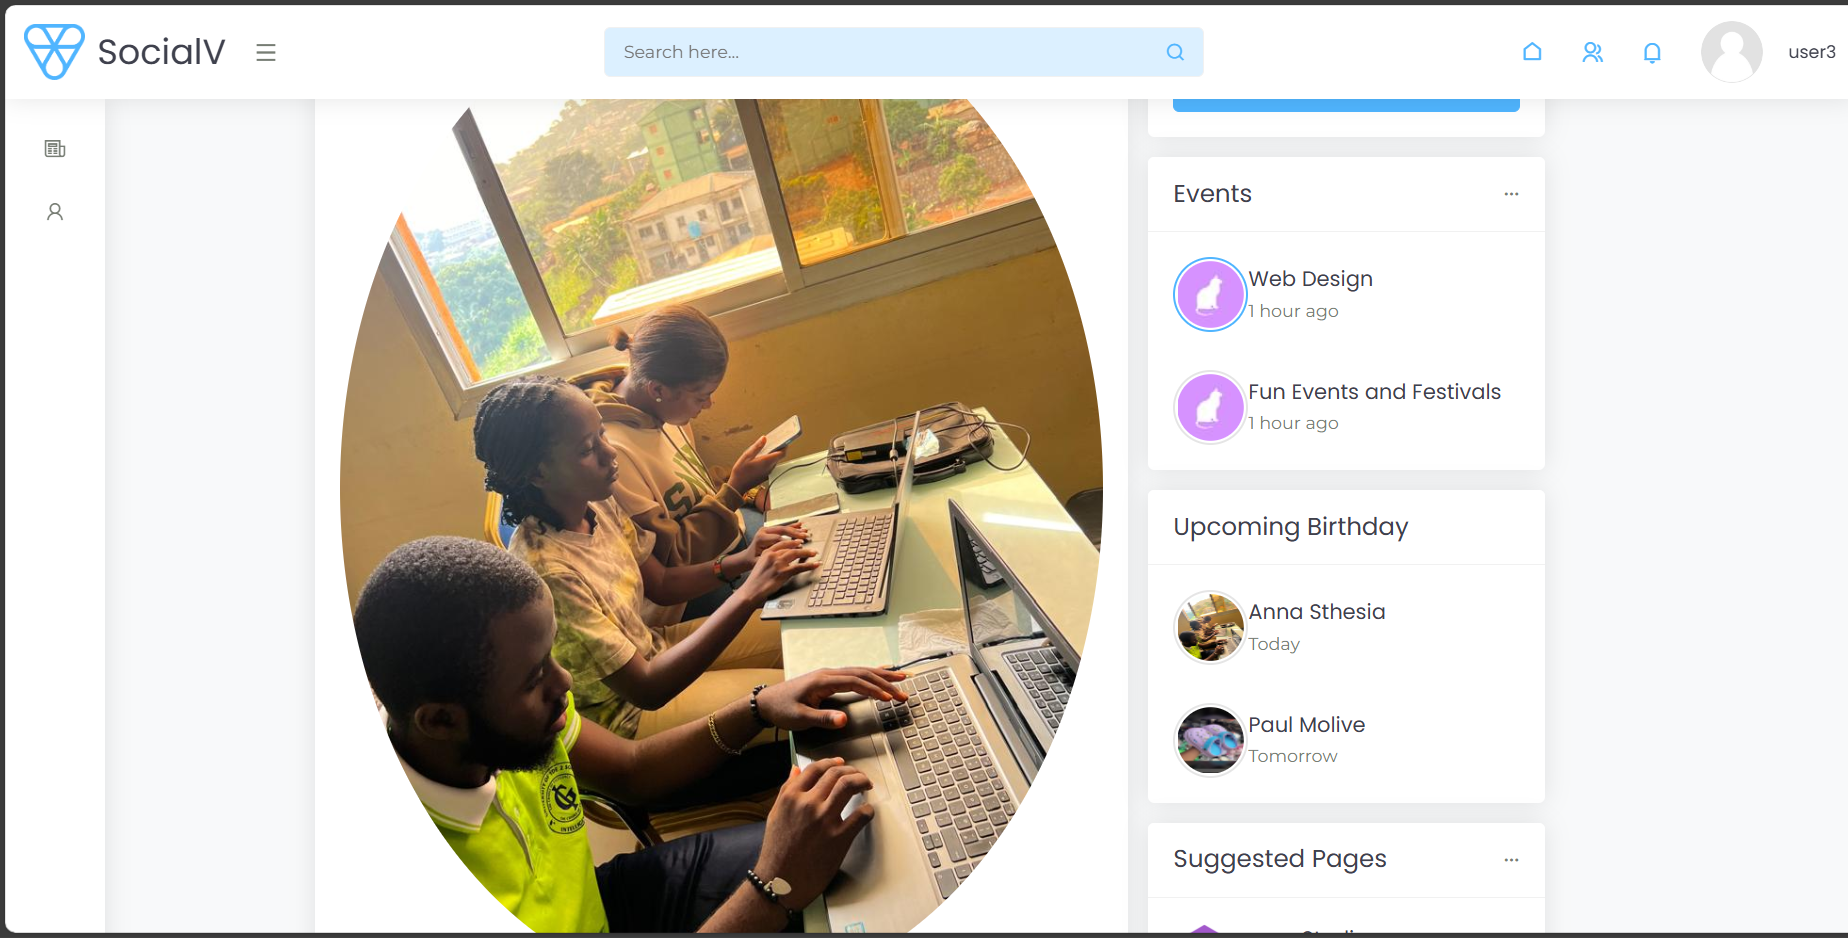 SocialV
Search here...
user3
Events
Web Design
1 hour ago
Fun Events and Festivals
1 hour ago
Upcoming Birthday
Anna Sthesia
Today
Paul Molive
Tomorrow
Suggested Pages